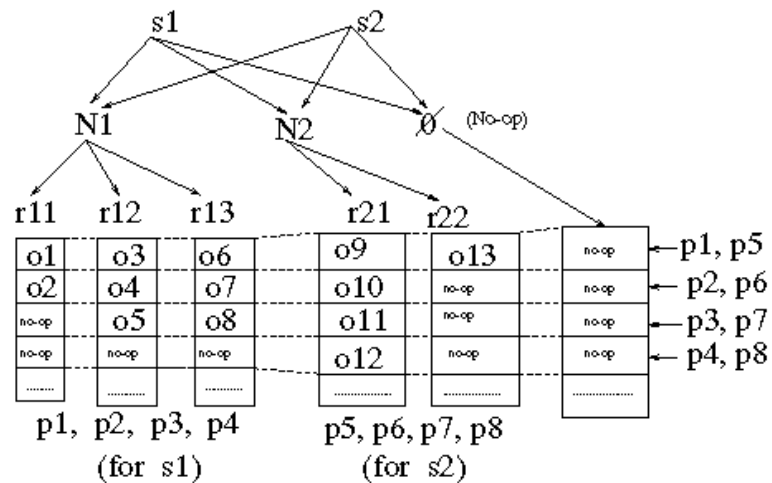 s1 s2
N1 N2 0 (No-op)
r11 r12 r13 r21 r22
o1 o3 o6 o9 o13 no-op p1, p5
o2 o4 o7 o10 no-op no-op p2, p6
no-op o5 o8 o11 no-op no-op p3, p7
no-op no-op no-op o12 no-op no-op p4, p8
......... ........... ........... .............. .............. ..............
p1, p2, p3, p4 p5, p6, p7, p8
(for s1) (for s2)